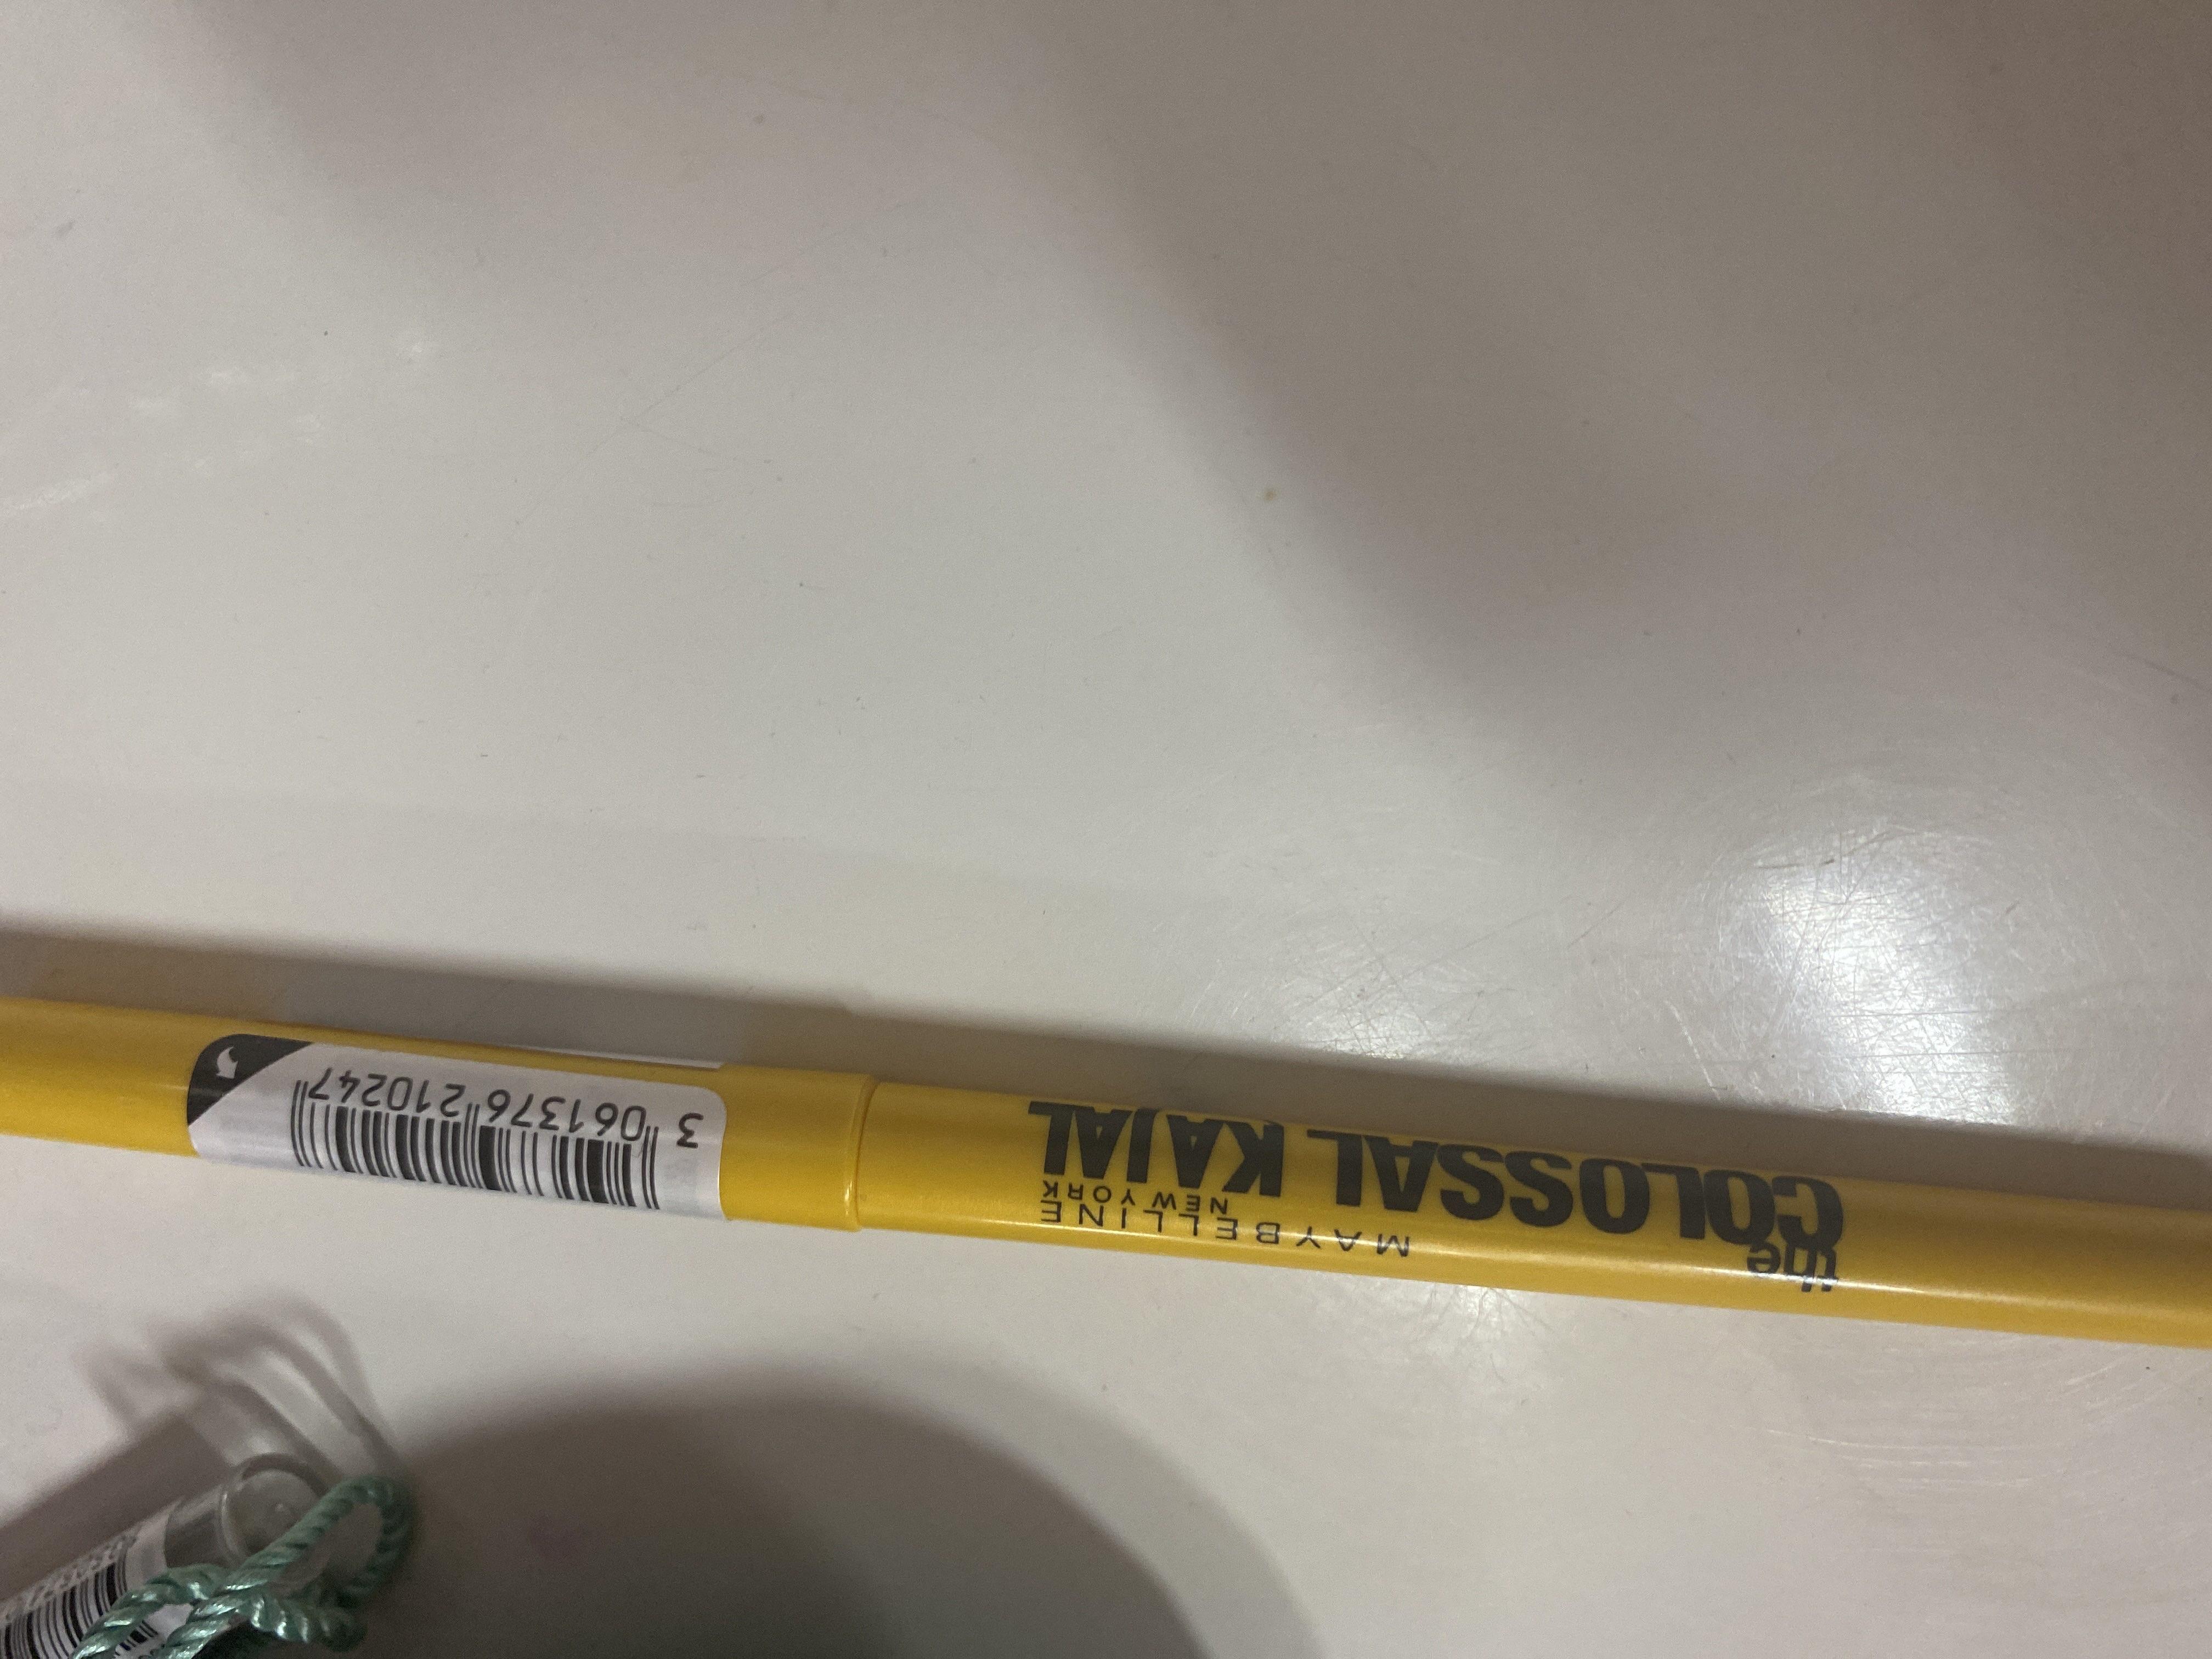 the
COLOSSAL KAJAL
MAYBELLINE
NEW YORK
3 061376 210247